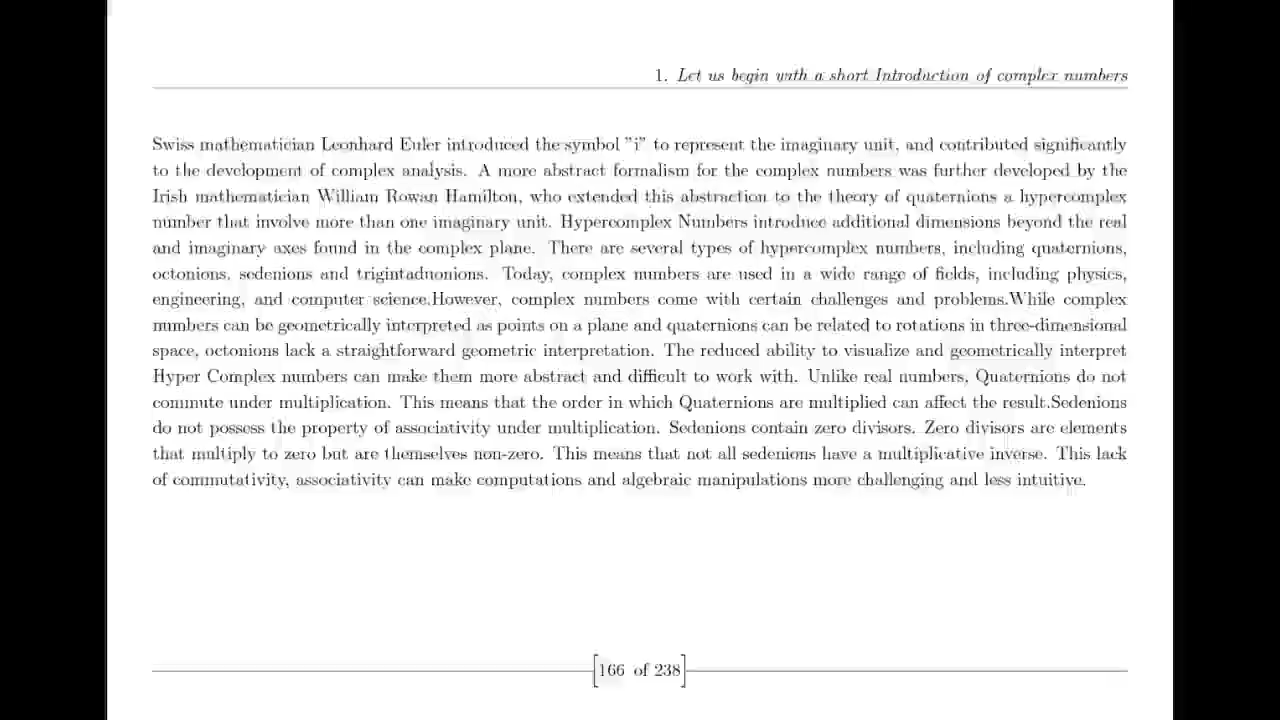 1. Let us begin with a short Introduction of complex numbers
Swiss mathematician Leonhard Euler introduced the symbol "i" to represent the imaginary unit, and contributed significantly
to the development of complex analysis. A more abstract formalism for the complex numbers was further developed by the
Irish mathematician William Rowan Hamilton, who extended this abstraction to the theory of quaternions a hypercomplex
number that involve more than one imaginary unit. Hypercomplex Numbers introduce additional dimensions beyond the real
and imaginary axes found in the complex plane. There are several types of hypercomplex numbers, including quaternions,
octonions, sedenions and trigintaduonions. Today, complex numbers are used in a wide range of fields, including physics,
engineering, and computer science.However, complex numbers come with certain challenges and problems.While complex
numbers can be geometrically interpreted as points on a plane and quaternions can be related to rotations in three-dimensional
space, octonions lack a straightforward geometric interpretation. The reduced ability to visualize and geometrically interpret
Hyper Complex numbers can make them more abstract and difficult to work with. Unlike real numbers, Quaternions do not
commute under multiplication. This means that the order in which Quaternions are multiplied can affect the result.Sedenions
do not possess the property of associativity under multiplication. Sedenions contain zero divisors. Zero divisors are elements
that multiply to zero but are themselves non-zero. This means that not all sedenions have a multiplicative inverse. This lack
of commutativity, associativity can make computations and algebraic manipulations more challenging and less intuitive.
166 of 238